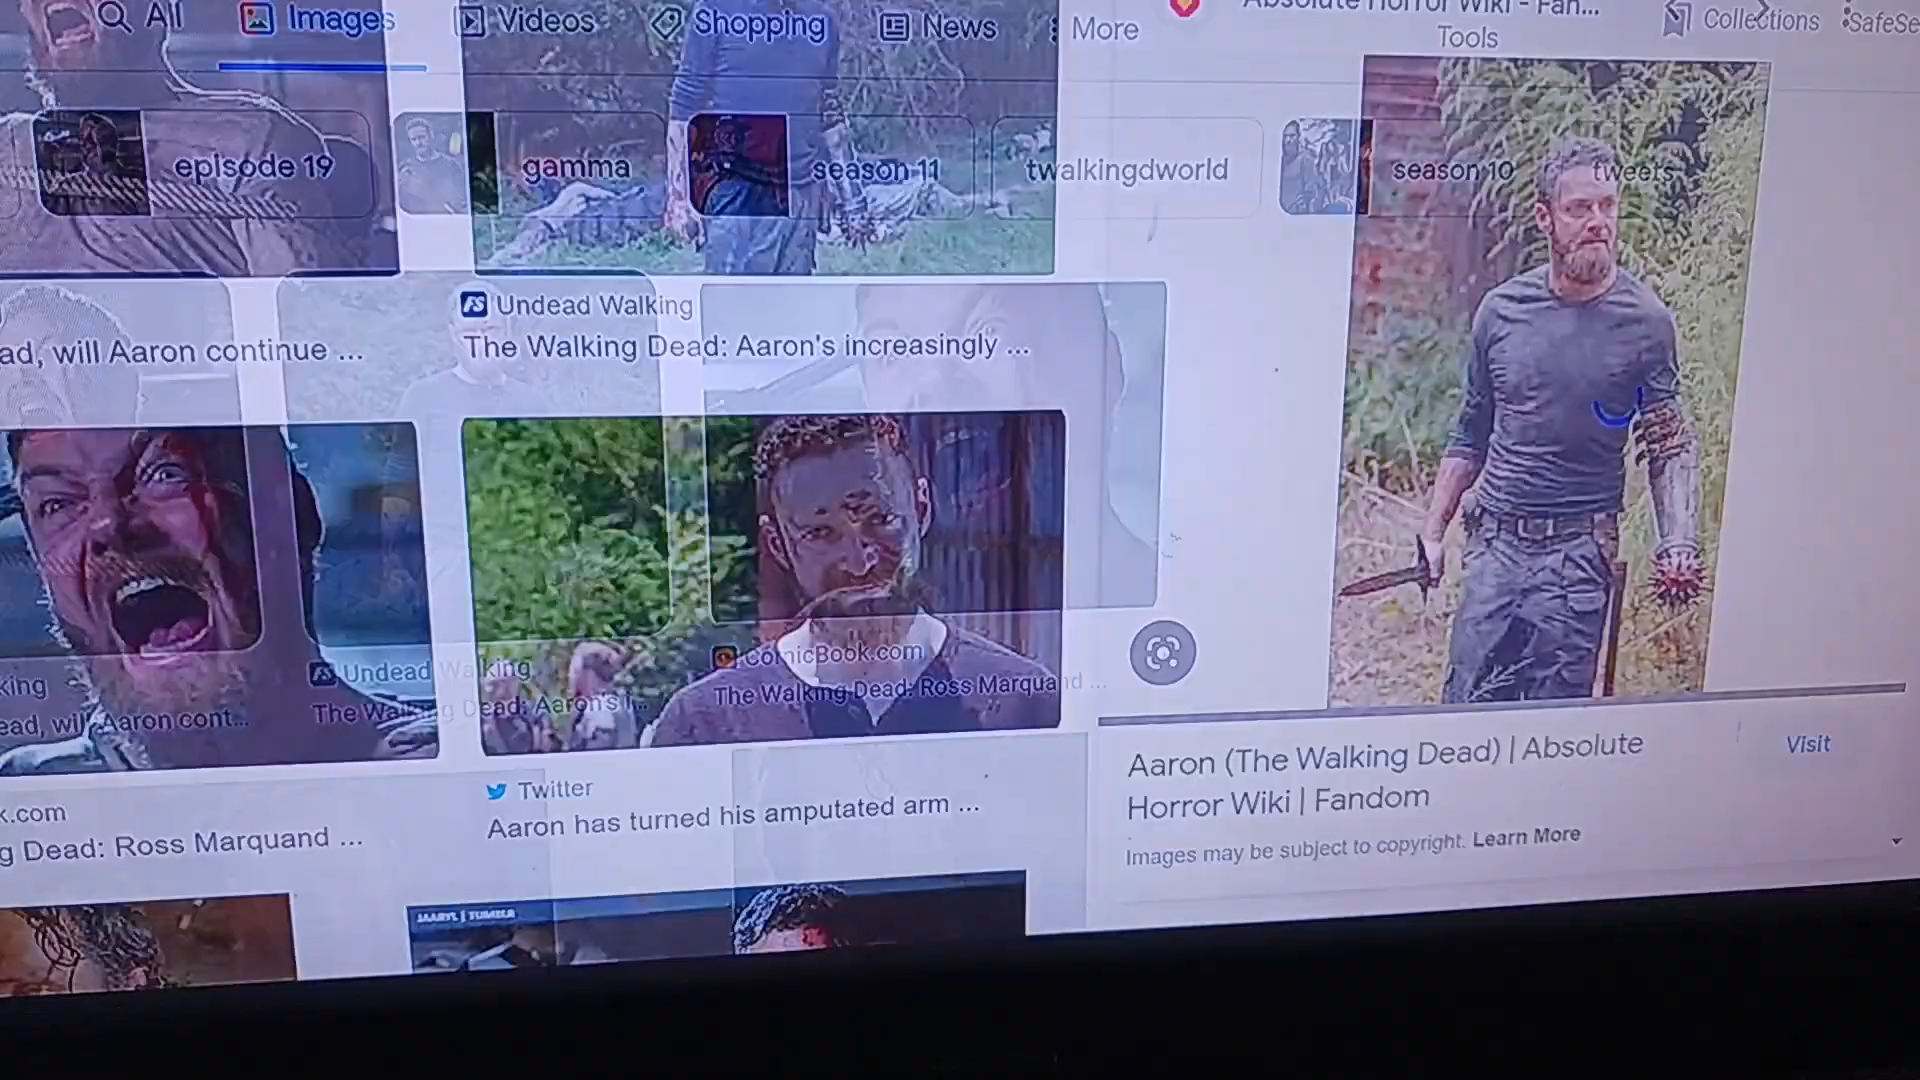 All
Images
Videos
Shopping
News
More
Absolute Horror Wiki - Fan...
Tools
Collections
SafeSe
episode 19
gamma
season 11
twalkingdworld
season 10
tweets
Undead Walking
ad, will Aaron continue ...
The Walking Dead: Aaron's increasingly ...
king
ead, will Aaron cont...
Undead Walking
The Walking Dead: Aaron's i...
ComicBook.com
The Walking Dead: Ross Marquand ...
k.com
g Dead: Ross Marquand ...
Twitter
Aaron has turned his amputated arm ...
Aaron (The Walking Dead) | Absolute
Horror Wiki | Fandom
Visit
Images may be subject to copyright. Learn More
MARYL | TUMBLR